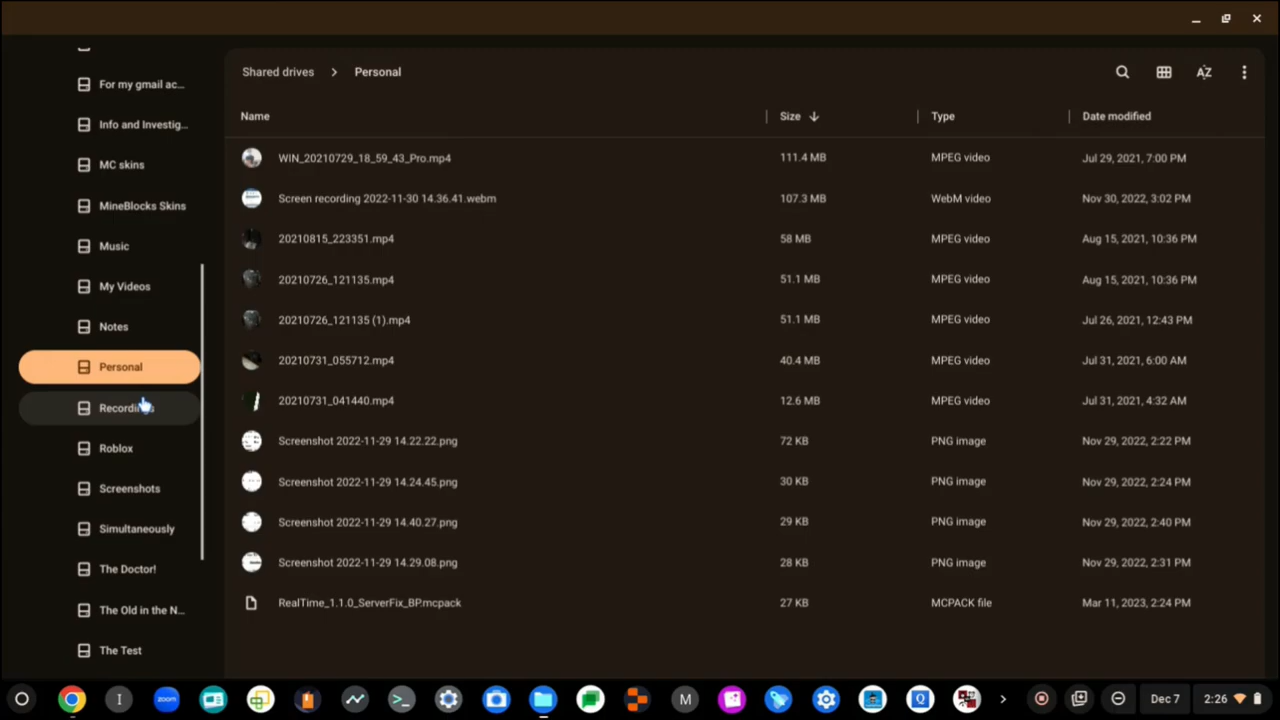 For my gmail ac...
Info and Investig...
MC skins
MineBlocks Skins
Music
My Videos
Notes
Personal
Roblox
Screenshots
Simultaneously
The Doctor!
The Old in the N...
The Test
Shared drives > Personal
AZ
Name Size Type Date modified
WIN_20210729_18_59_43_Pro.mp4 111.4 MB MPEG video Jul 29, 2021, 7:00 PM
Screen recording 2022-11-30 14.36.41.webm 107.3 MB WebM video Nov 30, 2022, 3:02 PM
20210815_223351.mp4 58 MB MPEG video Aug 15, 2021, 10:36 PM
20210726_121135.mp4 51.1 MB MPEG video Aug 15, 2021, 10:36 PM
20210726_121135 (1).mp4 51.1 MB MPEG video Jul 26, 2021, 12:43 PM
20210731_055712.mp4 40.4 MB MPEG video Jul 31, 2021, 6:00 AM
20210731_041440.mp4 12.6 MB MPEG video Jul 31, 2021, 4:32 AM
Screenshot 2022-11-29 14.22.22.png 72 KB PNG image Nov 29, 2022, 2:22 PM
Screenshot 2022-11-29 14.24.45.png 30 KB PNG image Nov 29, 2022, 2:24 PM
Screenshot 2022-11-29 14.40.27.png 29 KB PNG image Nov 29, 2022, 2:40 PM
Screenshot 2022-11-29 14.29.08.png 28 KB PNG image Nov 29, 2022, 2:31 PM
RealTime_1.1.0_ServerFix_BP.mcpack 27 KB MCPACK file Mar 11, 2023, 2:24 PM
I zoom M Q Dec 7 2:26